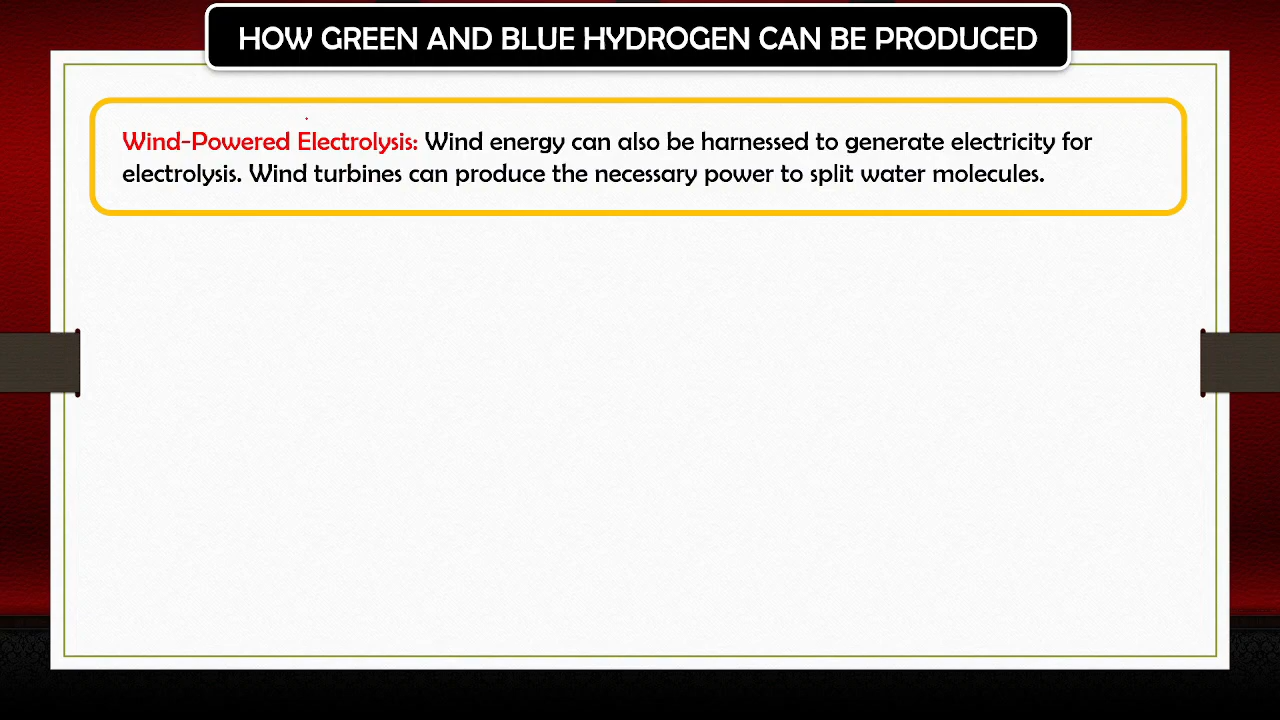 HOW GREEN AND BLUE HYDROGEN CAN BE PRODUCED
Wind-Powered Electrolysis: Wind energy can also be harnessed to generate electricity for
electrolysis. Wind turbines can produce the necessary power to split water molecules.